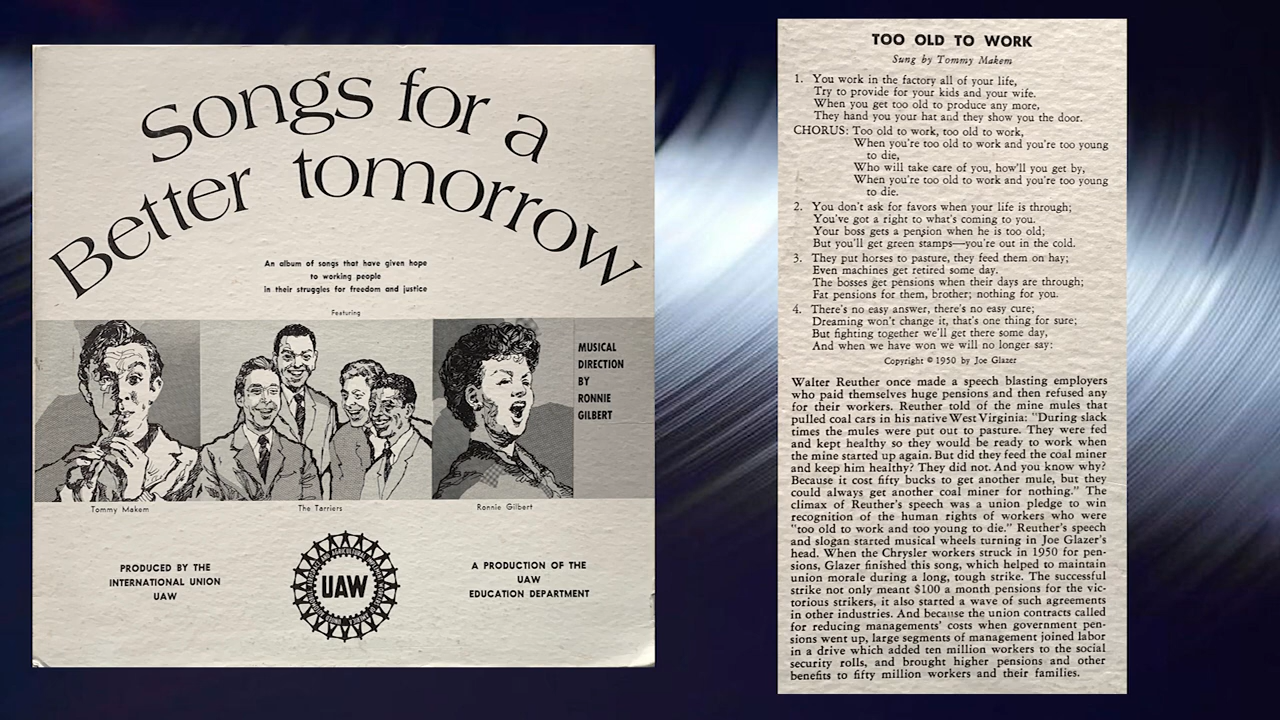 Songs for a
Better tomorrow
An album of songs that have given hope
to working people
in their struggles for freedom and justice
Featuring
MUSICAL
DIRECTION
BY
RONNIE
GILBERT
Tommy Makem
The Tarriers
Ronnie Gilbert
PRODUCED BY THE
INTERNATIONAL UNION
UAW
UAW
A PRODUCTION OF THE
UAW
EDUCATION DEPARTMENT
TOO OLD TO WORK
Sung by Tommy Makem
1. You work in the factory all of your life,
Try to provide for your kids and your wife.
When you get too old to produce any more,
They hand you your hat and they show you the door.
CHORUS: Too old to work, too old to work,
When you're too old to work and you're too young
to die,
Who will take care of you, how'll you get by,
When you're too old to work and you're too young
to die.
2. You don't ask for favors when your life is through;
You've got a right to what's coming to you.
Your boss gets a pension when he is too old;
But you'll get green stamps—you're out in the cold.
3. They put horses to pasture, they feed them on hay;
Even machines get retired some day.
The bosses get pensions when their days are through;
Fat pensions for them, brother; nothing for you.
4. There's no easy answer, there's no easy cure;
Dreaming won't change it, that's one thing for sure;
But fighting together we'll get there some day,
And when we have won we will no longer say:
Copyright © 1950 by Joe Glazer
Walter Reuther once made a speech blasting employers
who paid themselves huge pensions and then refused any
for their workers. Reuther told of the mine mules that
pulled coal cars in his native West Virginia: "During slack
times the mules were put out to pasture. They were fed
and kept healthy so they would be ready to work when
the mine started up again. But did they feed the coal miner
and keep him healthy? They did not. And you know why?
Because it cost fifty bucks to get another mule, but they
could always get another coal miner for nothing." The
climax of Reuther's speech was a union pledge to win
recognition of the human rights of workers who were
"too old to work and too young to die." Reuther's speech
and slogan started musical wheels turning in Joe Glazer's
head. When the Chrysler workers struck in 1950 for pen-
sions, Glazer finished this song, which helped to maintain
union morale during a long, tough strike. The successful
strike not only meant $100 a month pensions for the vic-
torious strikers, it also started a wave of such agreements
in other industries. And because the union contracts called
for reducing managements' costs when government pen-
sions went up, large segments of management joined labor
in a drive which added ten million workers to the social
security rolls, and brought higher pensions and other
benefits to fifty million workers and their families.